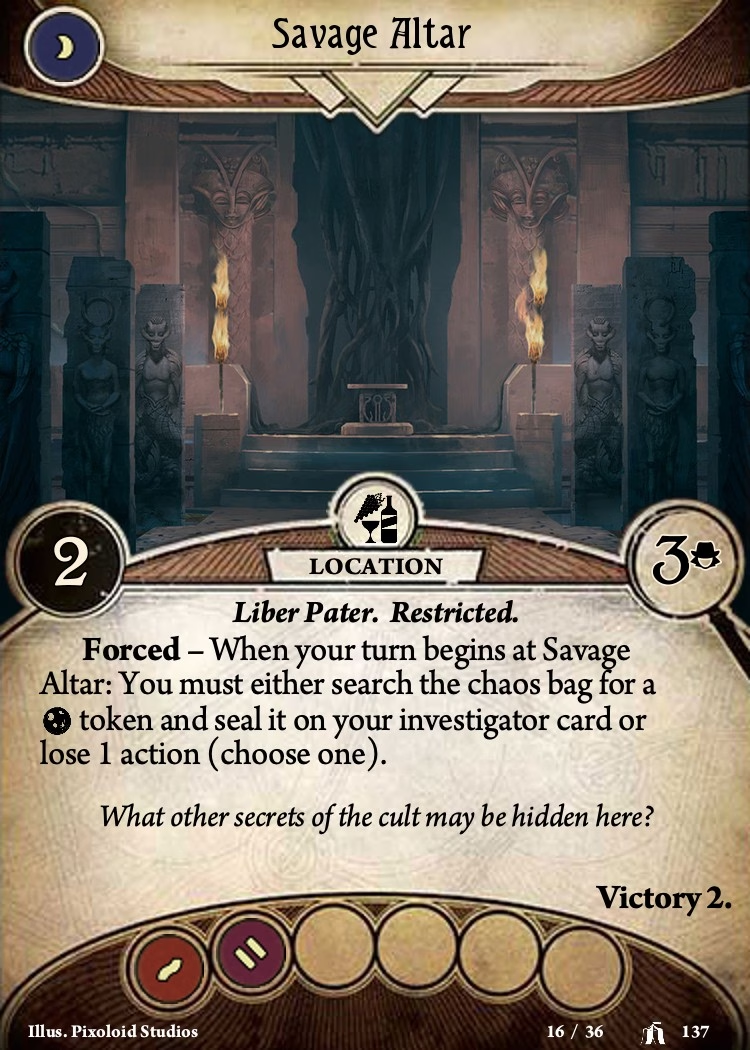 Savage Altar
2
LOCATION
3
Liber Pater. Restricted.
Forced – When your turn begins at Savage
Altar: You must either search the chaos bag for a
token and seal it on your investigator card or
lose 1 action (choose one).
What other secrets of the cult may be hidden here?
Victory 2.
Illus. Pixoloid Studios
16 / 36
137